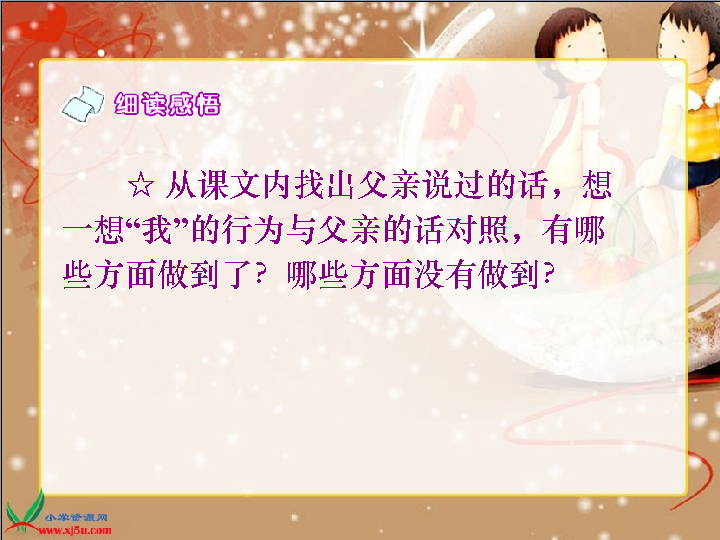 细读感悟
☆ 从课文内找出父亲说过的话，想
一想“我”的行为与父亲的话对照，有哪
些方面做到了？哪些方面没有做到？
小学资源网
www.xj5u.com